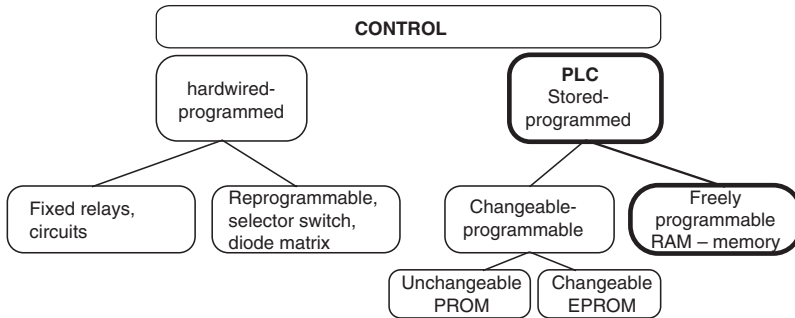 CONTROL
hardwired-
programmed
PLC
Stored-
programmed
Fixed relays,
circuits
Reprogrammable,
selector switch,
diode matrix
Changeable-
programmable
Freely
programmable
RAM – memory
Unchangeable
PROM
Changeable
EPROM